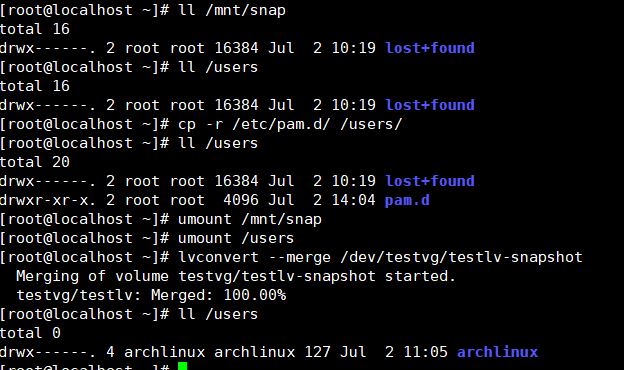 [root@localhost ~]# ll /mnt/snap
total 16
drwx------. 2 root root 16384 Jul  2 10:19 lost+found
[root@localhost ~]# ll /users
total 16
drwx------. 2 root root 16384 Jul  2 10:19 lost+found
[root@localhost ~]# cp -r /etc/pam.d/ /users/
[root@localhost ~]# ll /users
total 20
drwx------. 2 root root 16384 Jul  2 10:19 lost+found
drwxr-xr-x. 2 root root  4096 Jul  2 14:04 pam.d
[root@localhost ~]# umount /mnt/snap
[root@localhost ~]# umount /users
[root@localhost ~]# lvconvert --merge /dev/testvg/testlv-snapshot
  Merging of volume testvg/testlv-snapshot started.
  testvg/testlv: Merged: 100.00%
[root@localhost ~]# ll /users
total 0
drwx------. 4 archlinux archlinux 127 Jul  2 11:05 archlinux
[root@localhost ~]#